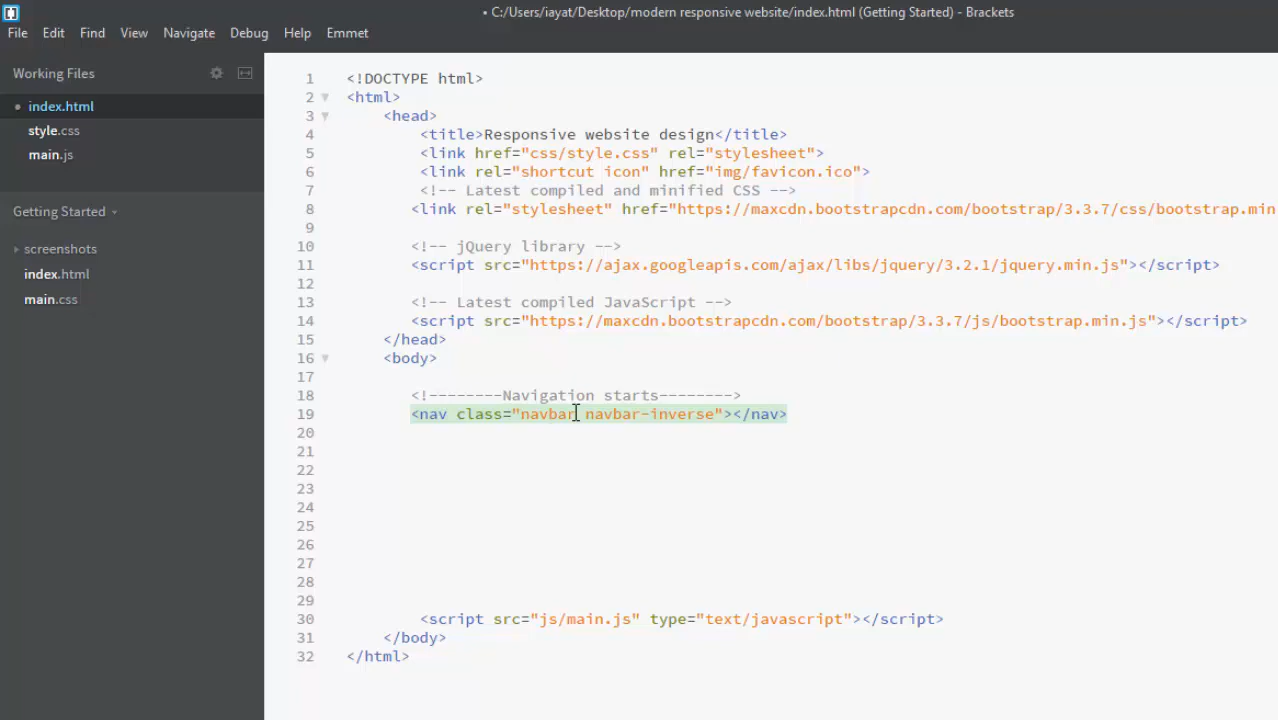 • C:/Users/iayat/Desktop/modern responsive website/index.html (Getting Started) - Brackets
File Edit Find View Navigate Debug Help Emmet
Working Files
index.html
style.css
main.js
Getting Started
screenshots
index.html
main.css
1 <!DOCTYPE html>
2 <html>
3 <head>
4 <title>Responsive website design</title>
5 <link href="css/style.css" rel="stylesheet">
6 <link rel="shortcut icon" href="img/favicon.ico">
7 <!-- Latest compiled and minified CSS -->
8 <link rel="stylesheet" href="https://maxcdn.bootstrapcdn.com/bootstrap/3.3.7/css/bootstrap.min
9
10 <!-- jQuery library -->
11 <script src="https://ajax.googleapis.com/ajax/libs/jquery/3.2.1/jquery.min.js"></script>
12
13 <!-- Latest compiled JavaScript -->
14 <script src="https://maxcdn.bootstrapcdn.com/bootstrap/3.3.7/js/bootstrap.min.js"></script>
15 </head>
16 <body>
17
18 <!--------Navigation starts-------->
19 <nav class="navbar navbar-inverse"></nav>
20
21
22
23
24
25
26
27
28
29
30 <script src="js/main.js" type="text/javascript"></script>
31 </body>
32 </html>